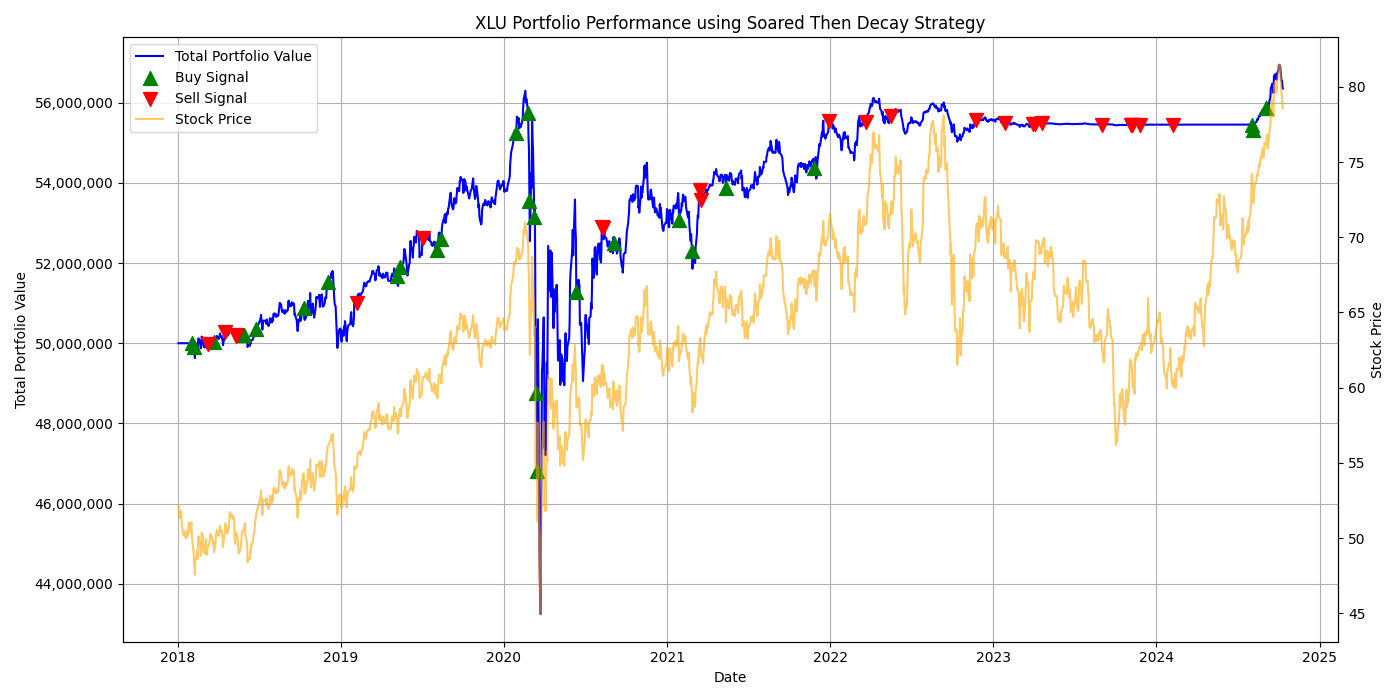 XLU Portfolio Performance using Soared Then Decay Strategy
Total Portfolio Value
Buy Signal
Sell Signal
Stock Price
Total Portfolio Value
56,000,000
54,000,000
52,000,000
50,000,000
48,000,000
46,000,000
44,000,000
80
75
70
65
60
55
50
45
Stock Price
2018
2019
2020
2021
2022
2023
2024
2025
Date